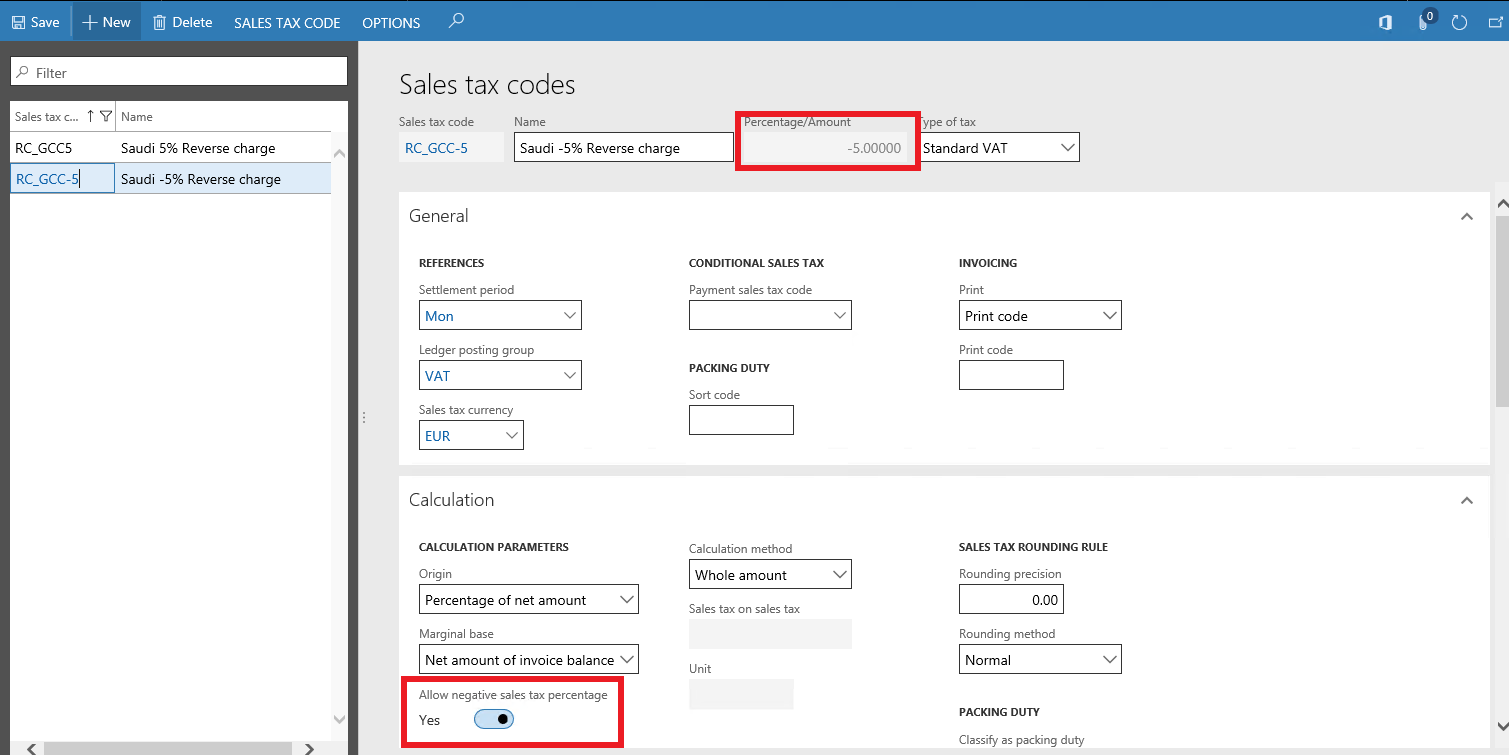 Save New Delete SALES TAX CODE OPTIONS 0
Filter
Sales tax c... Name
RC_GCC5 Saudi 5% Reverse charge
RC_GCC-5 Saudi -5% Reverse charge
Sales tax codes
Sales tax code Name Percentage/Amount ype of tax
RC_GCC-5 Saudi -5% Reverse charge -5.00000 Standard VAT
General
REFERENCES
Settlement period
Mon
Ledger posting group
VAT
Sales tax currency
EUR
CONDITIONAL SALES TAX
Payment sales tax code
PACKING DUTY
Sort code
INVOICING
Print
Print code
Print code
Calculation
CALCULATION PARAMETERS
Origin
Percentage of net amount
Marginal base
Net amount of invoice balance
Allow negative sales tax percentage
Yes
Calculation method
Whole amount
Sales tax on sales tax
Unit
SALES TAX ROUNDING RULE
Rounding precision
0.00
Rounding method
Normal
PACKING DUTY
Classify as packing duty